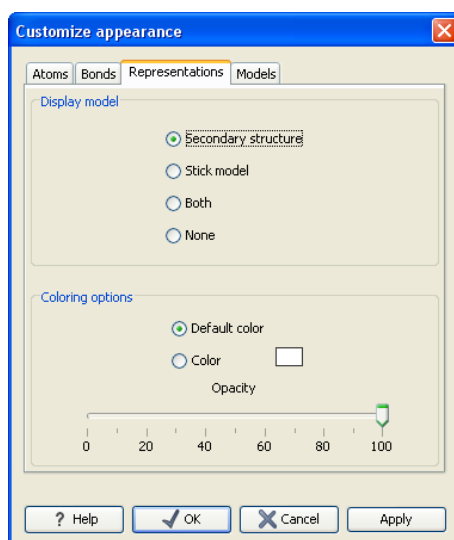 Customize appearance
Atoms Bonds Representations Models
Display model
Secondary structure
Stick model
Both
None
Coloring options
Default color
Color
Opacity
0 20 40 60 80 100
? Help OK Cancel Apply